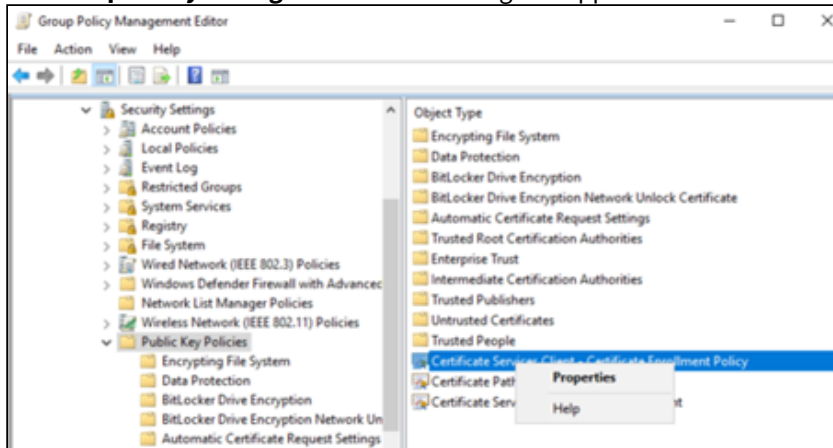 Group Policy Management Editor
File Action View Help
Security Settings
Account Policies
Local Policies
Event Log
Restricted Groups
System Services
Registry
File System
Wired Network (IEEE 802.3) Policies
Windows Defender Firewall with Advanced
Network List Manager Policies
Wireless Network (IEEE 802.11) Policies
Public Key Policies
Encrypting File System
Data Protection
BitLocker Drive Encryption
BitLocker Drive Encryption Network Un
Automatic Certificate Request Settings
Object Type
Encrypting File System
Data Protection
BitLocker Drive Encryption
BitLocker Drive Encryption Network Unlock Certificate
Automatic Certificate Request Settings
Trusted Root Certification Authorities
Enterprise Trust
Intermediate Certification Authorities
Trusted Publishers
Untrusted Certificates
Trusted People
Certificate Services Client - Certificate Enrollment Policy
Certificate Path
Certificate Serv nt
Properties
Help